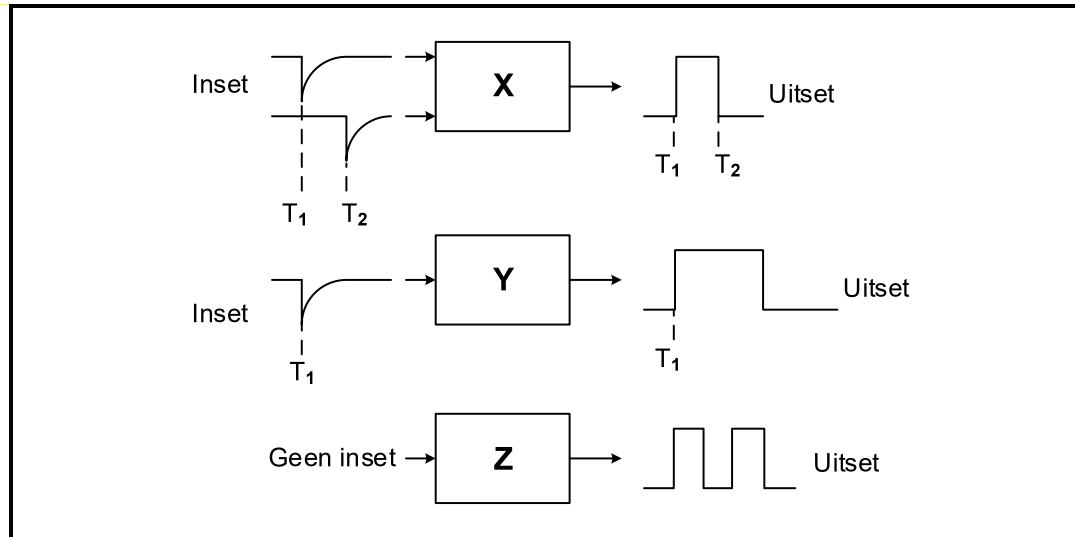 Inset
X
Uitset
T1
T2
T1
T2
Inset
Y
Uitset
T1
T1
Geen inset
Z
Uitset